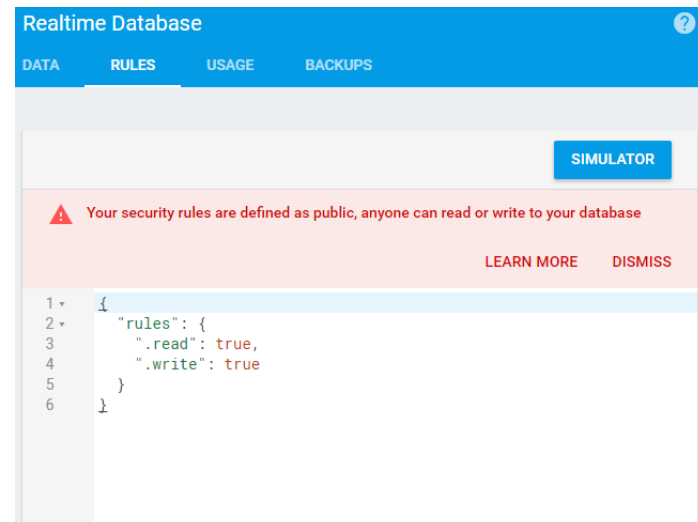 Realtime Database ?
DATA RULES USAGE BACKUPS
SIMULATOR
Your security rules are defined as public, anyone can read or write to your database
LEARN MORE DISMISS
1 {
2 "rules": {
3 ".read": true,
4 ".write": true
5 }
6 }